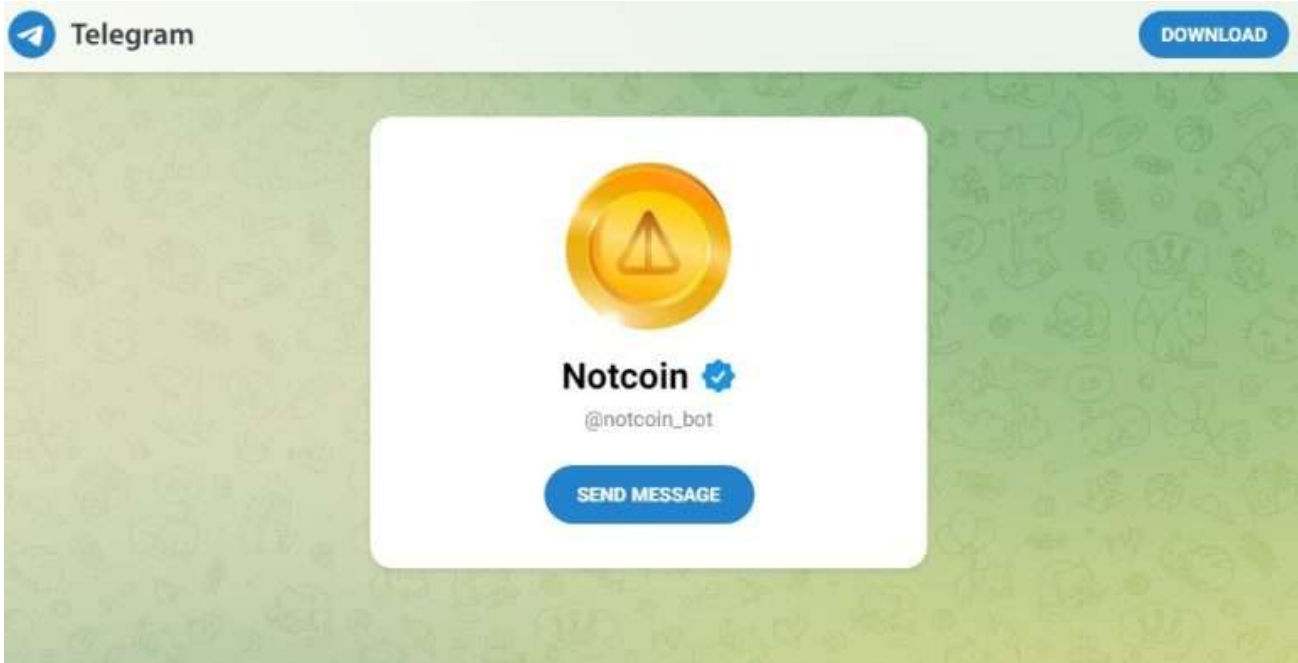 Telegram
DOWNLOAD
Notcoin
@notcoin_bot
SEND MESSAGE